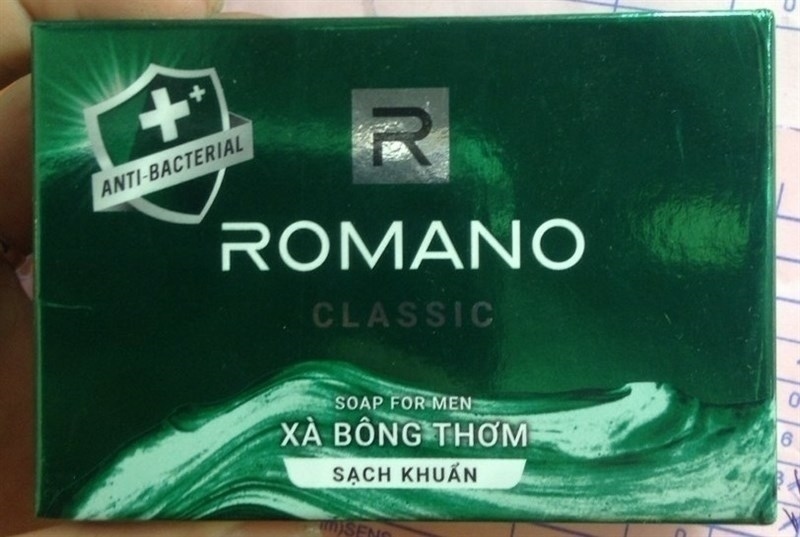 ANTI-BACTERIAL
R
ROMANO
CLASSIC
SOAP FOR MEN
XÀ BÔNG THƠM
SẠCH KHUẨN